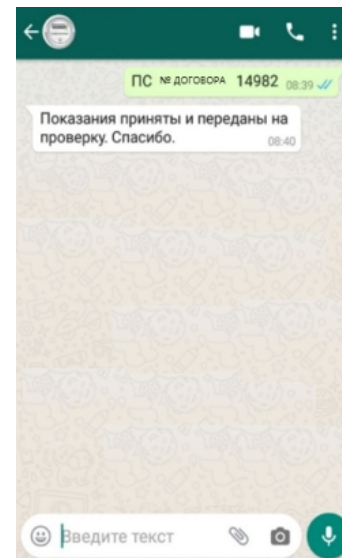 ПС № ДОГОВОРА 14982 08:39
Показания приняты и переданы на
проверку. Спасибо.
08:40
Введите текст